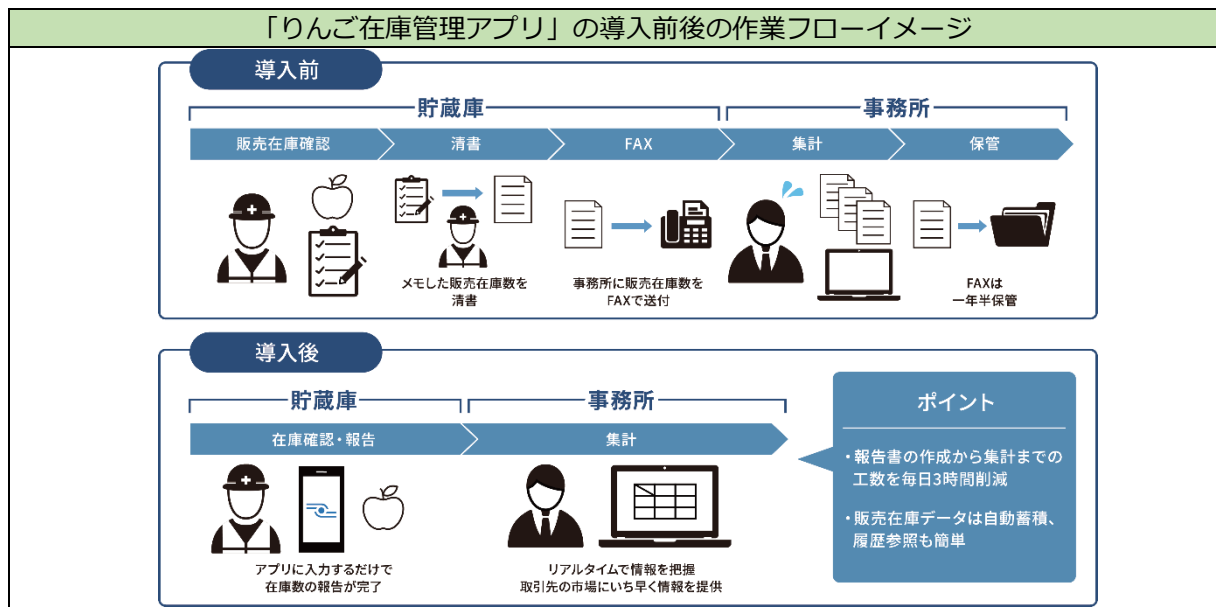 「りんご在庫管理アプリ」の導入前後の作業フローイメージ
導入前
貯蔵庫
事務所
販売在庫確認
清書
FAX
集計
保管
メモした販売在庫数を
清書
事務所に販売在庫数を
FAXで送付
FAXは
一年半保管
導入後
貯蔵庫
事務所
在庫確認・報告
集計
アプリに入力するだけで
在庫数の報告が完了
リアルタイムで情報を把握
取引先の市場にいち早く情報を提供
ポイント
・報告書の作成から集計までの
工数を毎日3時間削減
・販売在庫データは自動蓄積、
履歴参照も簡単